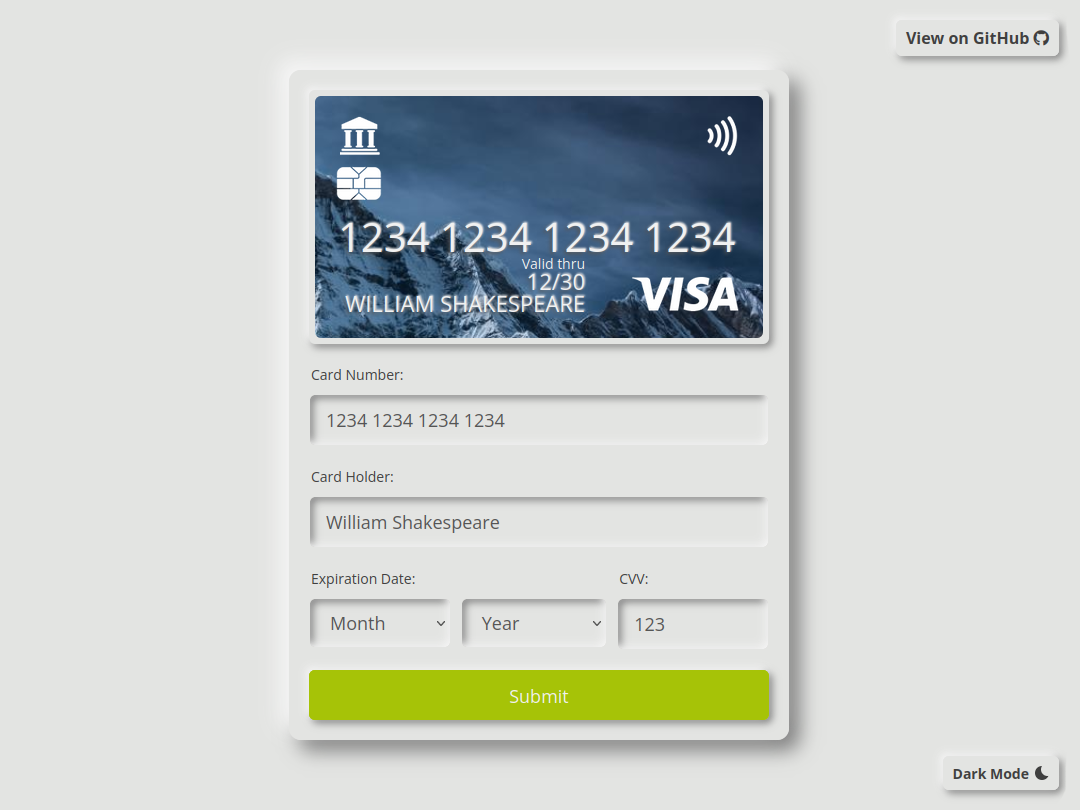 View on GitHub
1234 1234 1234 1234
Valid thru
12/30
WILLIAM SHAKESPEARE
VISA
Card Number:
1234 1234 1234 1234
Card Holder:
William Shakespeare
Expiration Date: CVV:
Month Year 123
Submit
Dark Mode